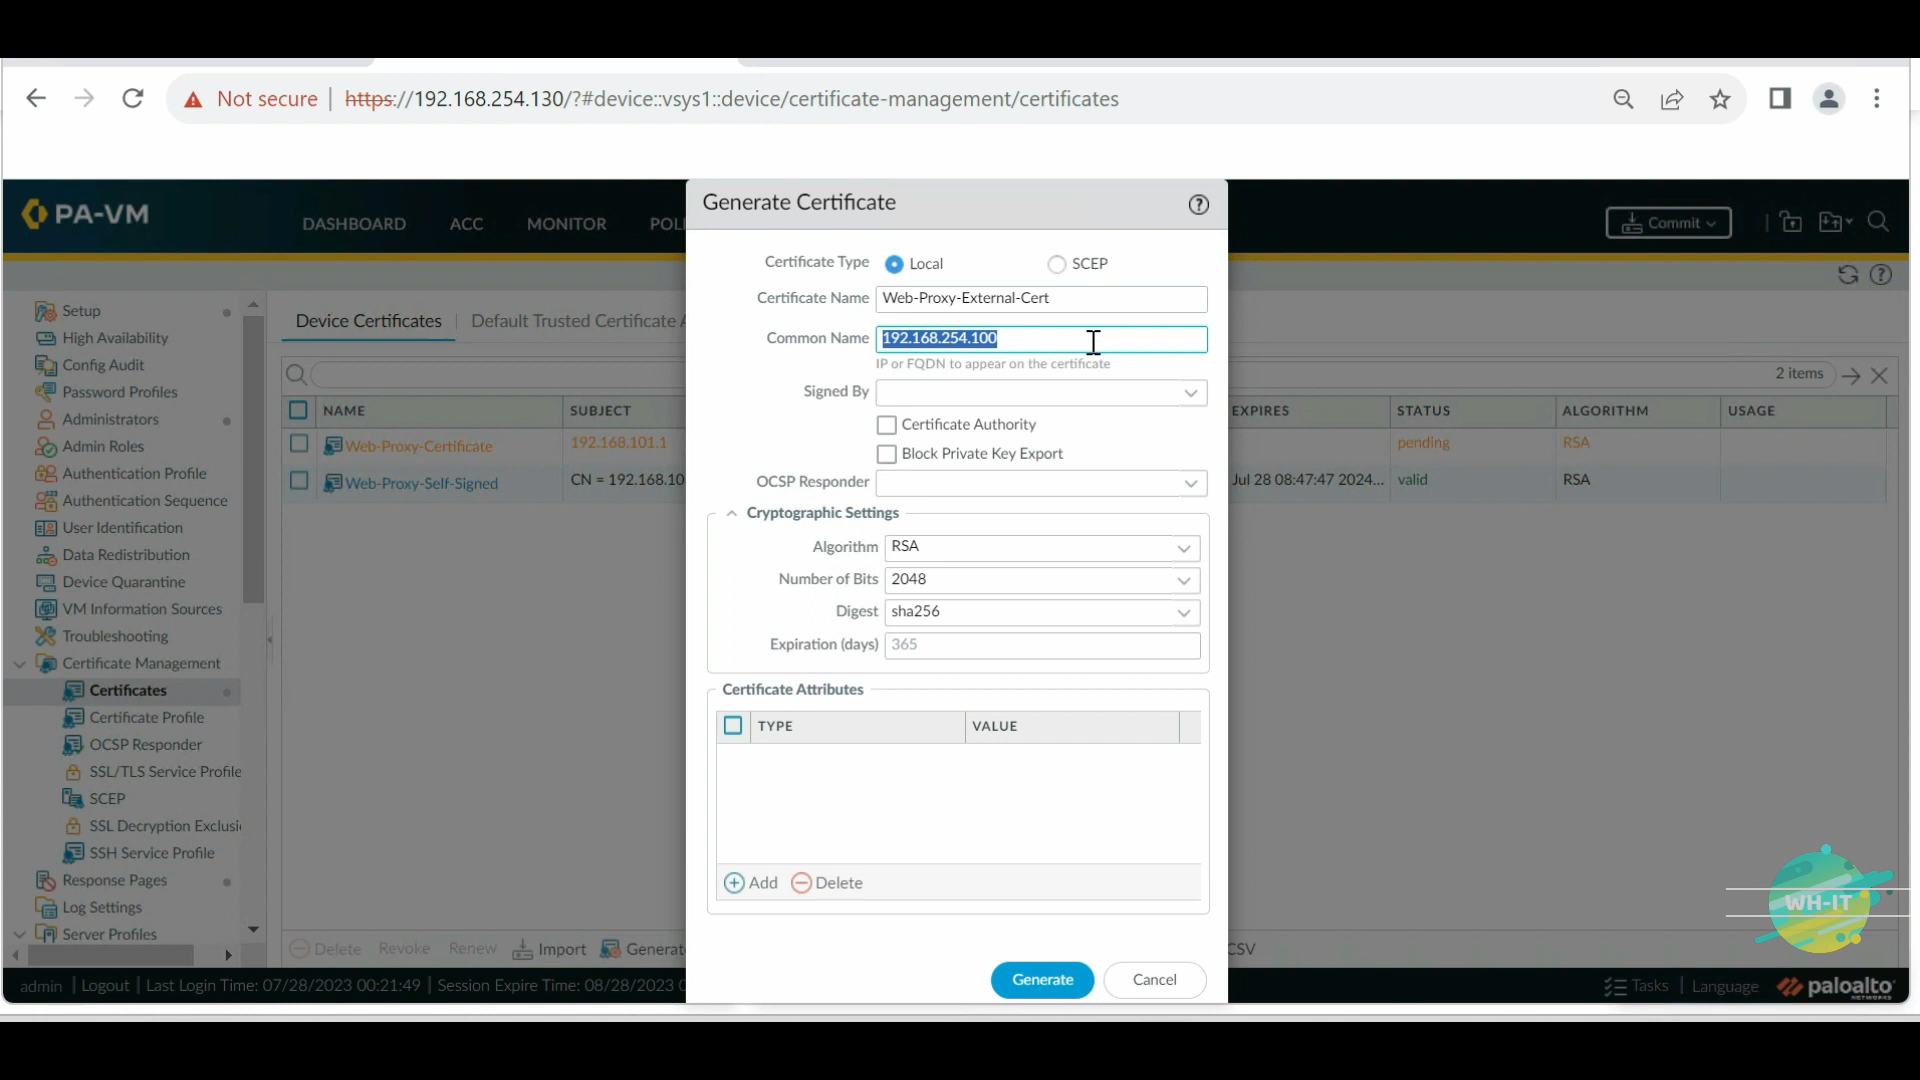 Not secure | https://192.168.254.130/?#device::vsys1::device/certificate-management/certificates
PA-VM
DASHBOARD
ACC
MONITOR
POLI
Commit
Generate Certificate
Certificate Type Local SCEP
Certificate Name Web-Proxy-External-Cert
Common Name 192.168.254.100
IP or FQDN to appear on the certificate
Signed By
Certificate Authority
Block Private Key Export
OCSP Responder
Cryptographic Settings
Algorithm RSA
Number of Bits 2048
Digest sha256
Expiration (days) 365
Certificate Attributes
TYPE VALUE
Add Delete
Generate Cancel
Setup
High Availability
Config Audit
Password Profiles
Administrators
Admin Roles
Authentication Profile
Authentication Sequence
User Identification
Data Redistribution
Device Quarantine
VM Information Sources
Troubleshooting
Certificate Management
Certificates
Certificate Profile
OCSP Responder
SSL/TLS Service Profile
SCEP
SSL Decryption Exclusi
SSH Service Profile
Response Pages
Log Settings
Server Profiles
Device Certificates | Default Trusted Certificate A
2 items
NAME SUBJECT EXPIRES STATUS ALGORITHM USAGE
Web-Proxy-Certificate 192.168.101.1 pending RSA
Web-Proxy-Self-Signed CN = 192.168.10 Jul 28 08:47:47 2024... valid RSA
Delete Revoke Renew Import Generat CSV
WH-IT
admin | Logout | Last Login Time: 07/28/2023 00:21:49 | Session Expire Time: 08/28/2023 0
Tasks | Language paloalto
NETWORKS